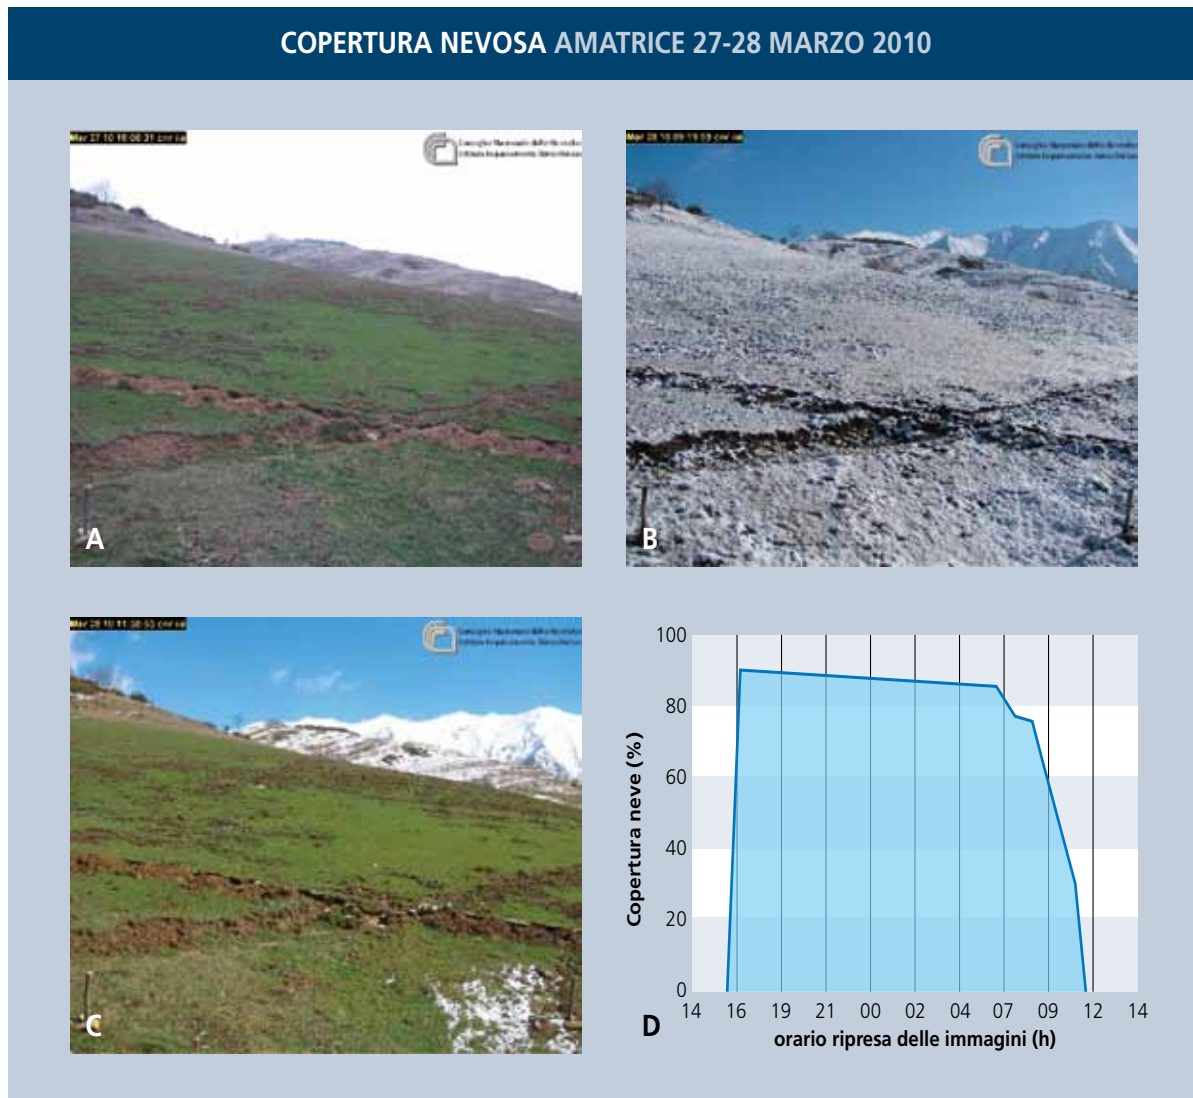 COPERTURA NEVOSA AMATRICE 27-28 MARZO 2010
A
B
C
100
80
60
40
20
0
Copertura neve (%)
14 16 19 21 00 02 04 07 09 12 14
D
orario ripresa delle immagini (h)